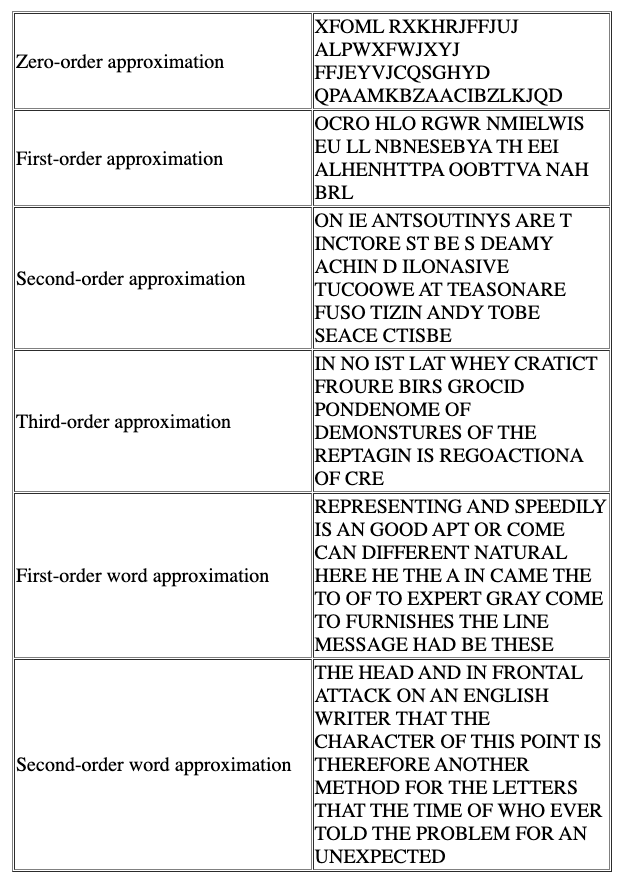 Zero-order approximation
XFOML RXKHRJFFJUJ
ALPWXFWJXYJ
FFJEYVJCQSGHYD
QPAAMKBZAACIBZLKJQD
First-order approximation
OCRO HLO RGWR NMIELWIS
EU LL NBNESEBYA TH EEI
ALHENHTTPA OOBTTVA NAH
BRL
Second-order approximation
ON IE ANTSOUTINYS ARE T
INCTORE ST BE S DEAMY
ACHIN D ILONASIVE
TUCOOWE AT TEASONARE
FUSO TIZIN ANDY TOBE
SEACE CTISBE
Third-order approximation
IN NO IST LAT WHEY CRATICT
FROURE BIRS GROCID
PONDENOME OF
DEMONSTURES OF THE
REPTAGIN IS REGOACTIONA
OF CRE
First-order word approximation
REPRESENTING AND SPEEDILY
IS AN GOOD APT OR COME
CAN DIFFERENT NATURAL
HERE HE THE A IN CAME THE
TO OF TO EXPERT GRAY COME
TO FURNISHES THE LINE
MESSAGE HAD BE THESE
Second-order word approximation
THE HEAD AND IN FRONTAL
ATTACK ON AN ENGLISH
WRITER THAT THE
CHARACTER OF THIS POINT IS
THEREFORE ANOTHER
METHOD FOR THE LETTERS
THAT THE TIME OF WHO EVER
TOLD THE PROBLEM FOR AN
UNEXPECTED